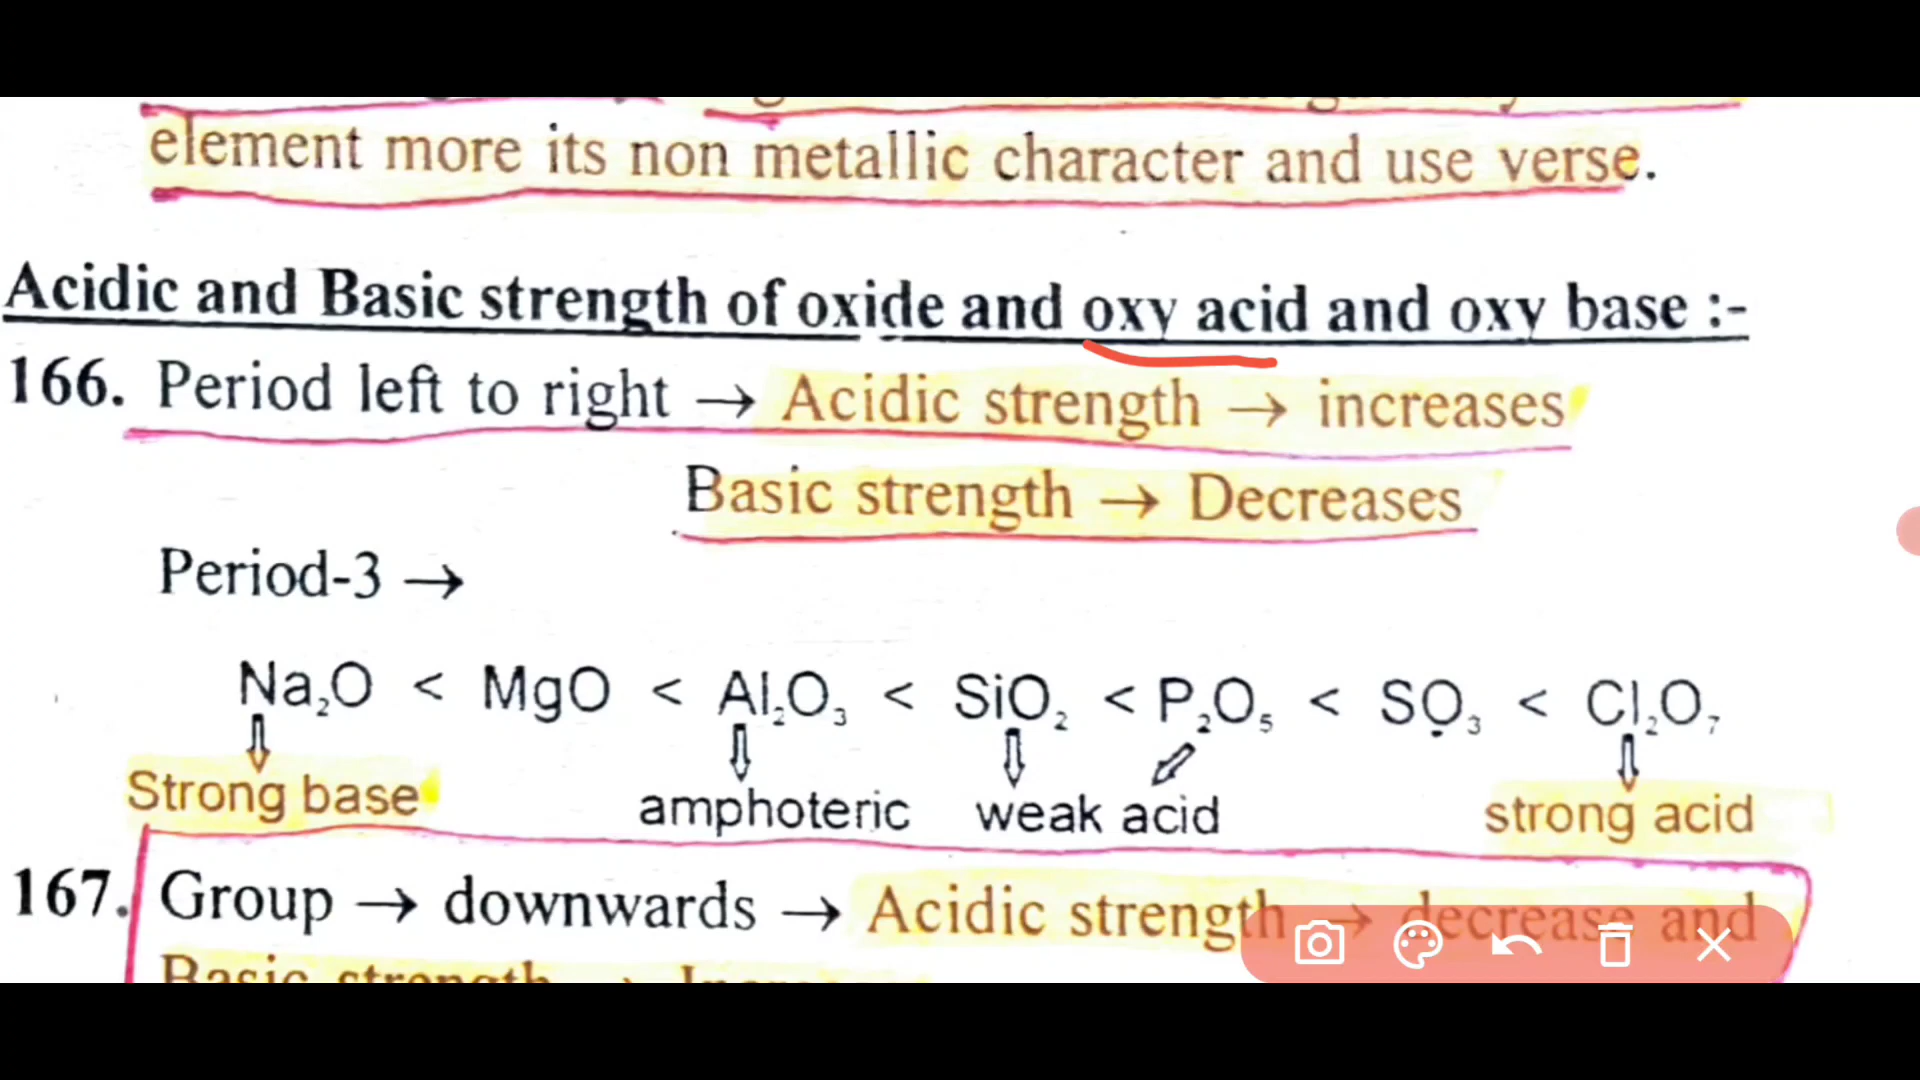 element more its non metallic character and use verse.
Acidic and Basic strength of oxide and oxy acid and oxy base :-
166. Period left to right → Acidic strength → increases
Basic strength → Decreases
Period-3 →
Na₂O < MgO < Al₂O₃ < SiO₂ < P₂O₅ < SO₃ < Cl₂O₇
Strong base amphoteric weak acid strong acid
167. Group → downwards → Acidic strength → decrease and
Basic strength →